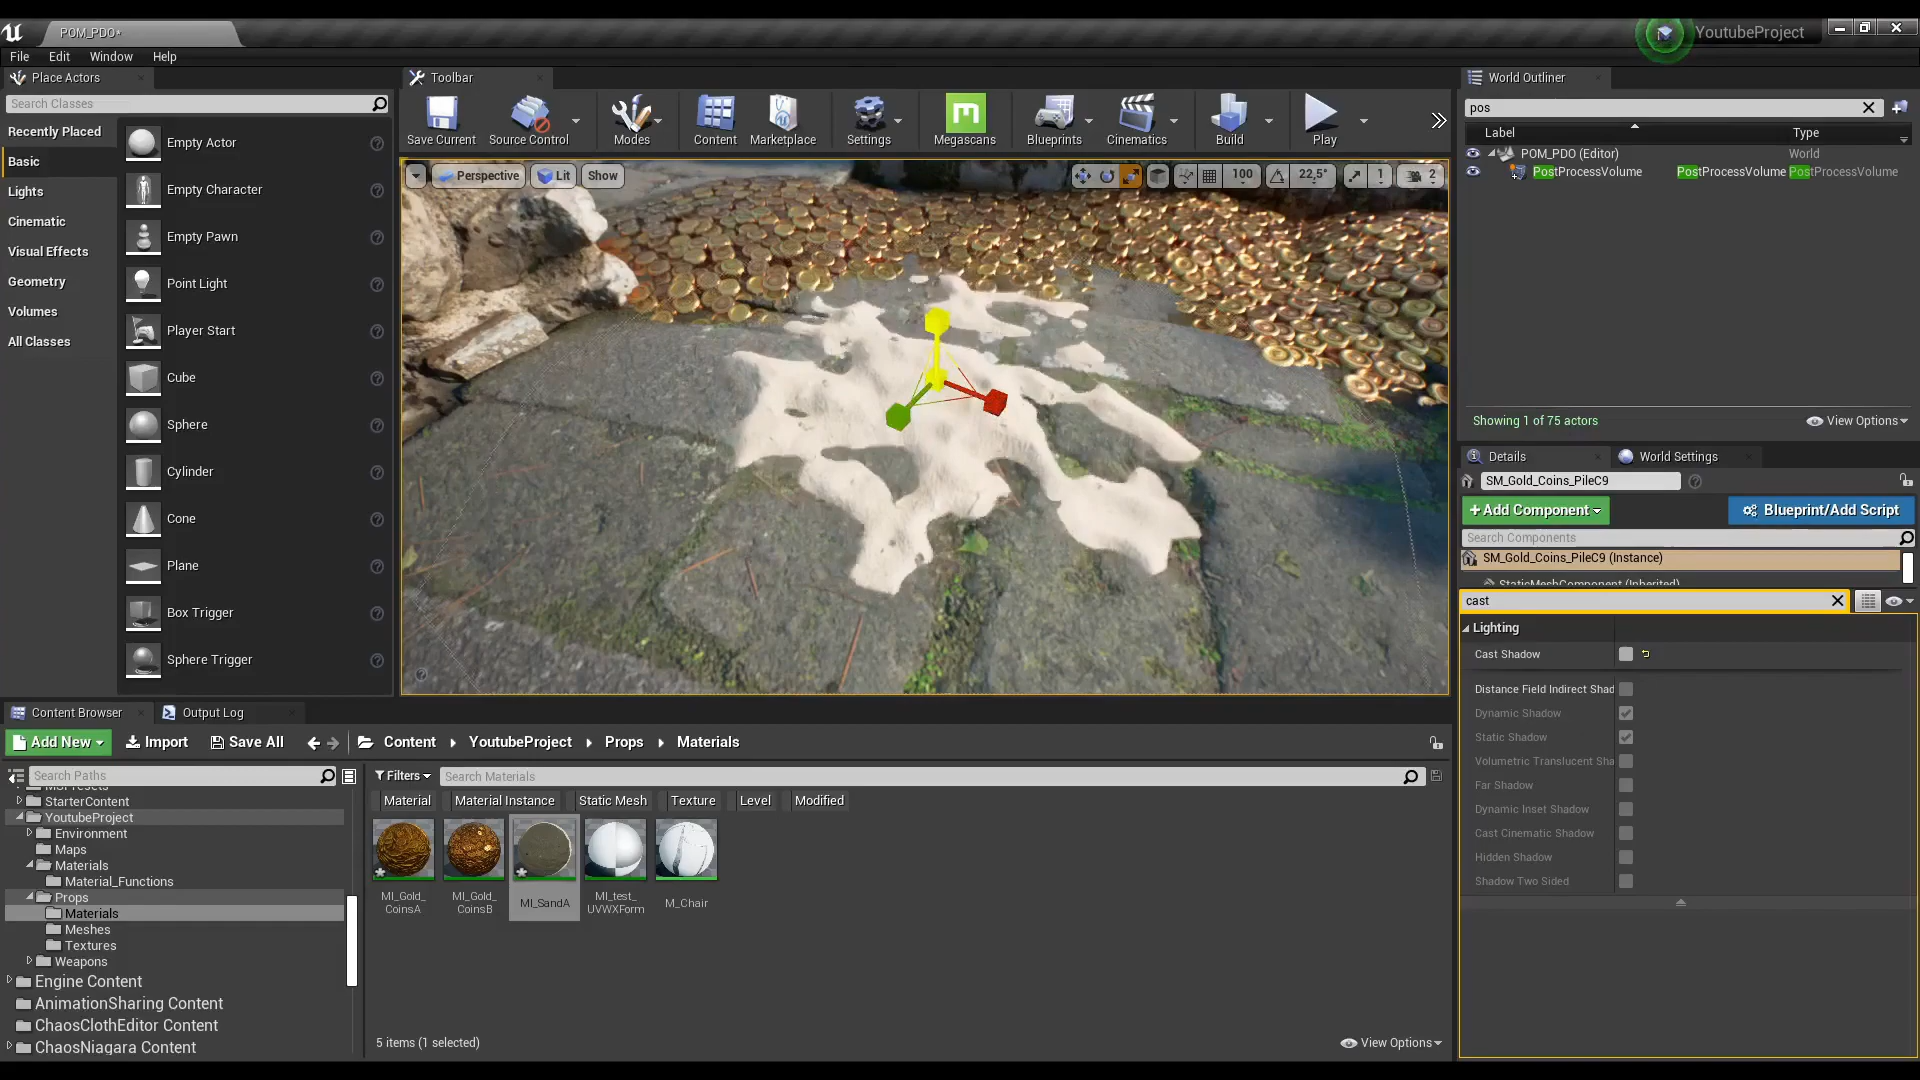 POM_PDO*
YoutubeProject
File Edit Window Help
Place Actors
Search Classes
Recently Placed
Basic
Lights
Cinematic
Visual Effects
Geometry
Volumes
All Classes
Empty Actor
Empty Character
Empty Pawn
Point Light
Player Start
Cube
Sphere
Cylinder
Cone
Plane
Box Trigger
Sphere Trigger
Toolbar
Save Current Source Control Modes Content Marketplace Settings Megascans Blueprints Cinematics Build Play
Perspective Lit Show 100 22,5° 1 2
World Outliner
pos
Label Type
POM_PDO (Editor) World
PostProcessVolume PostProcessVolume PostProcessVolume
Showing 1 of 75 actors View Options
Details World Settings
SM_Gold_Coins_PileC9
+Add Component Blueprint/Add Script
Search Components
SM_Gold_Coins_PileC9 (Instance)
StaticMeshComponent (Inherited)
cast
Lighting
Cast Shadow
Distance Field Indirect Shad
Dynamic Shadow
Static Shadow
Volumetric Translucent Sha
Far Shadow
Dynamic Inset Shadow
Cast Cinematic Shadow
Hidden Shadow
Shadow Two Sided
Content Browser Output Log
Add New Import Save All Content YoutubeProject Props Materials
Search Paths
StarterContent
YoutubeProject
Environment
Maps
Materials
Material_Functions
Props
Materials
Meshes
Textures
Weapons
Engine Content
AnimationSharing Content
ChaosClothEditor Content
ChaosNiagara Content
Filters Search Materials
Material Material Instance Static Mesh Texture Level Modified
MI_Gold_
CoinsA
MI_Gold_
CoinsB
MI_SandA
MI_test_
UVWXForm
M_Chair
5 items (1 selected) View Options